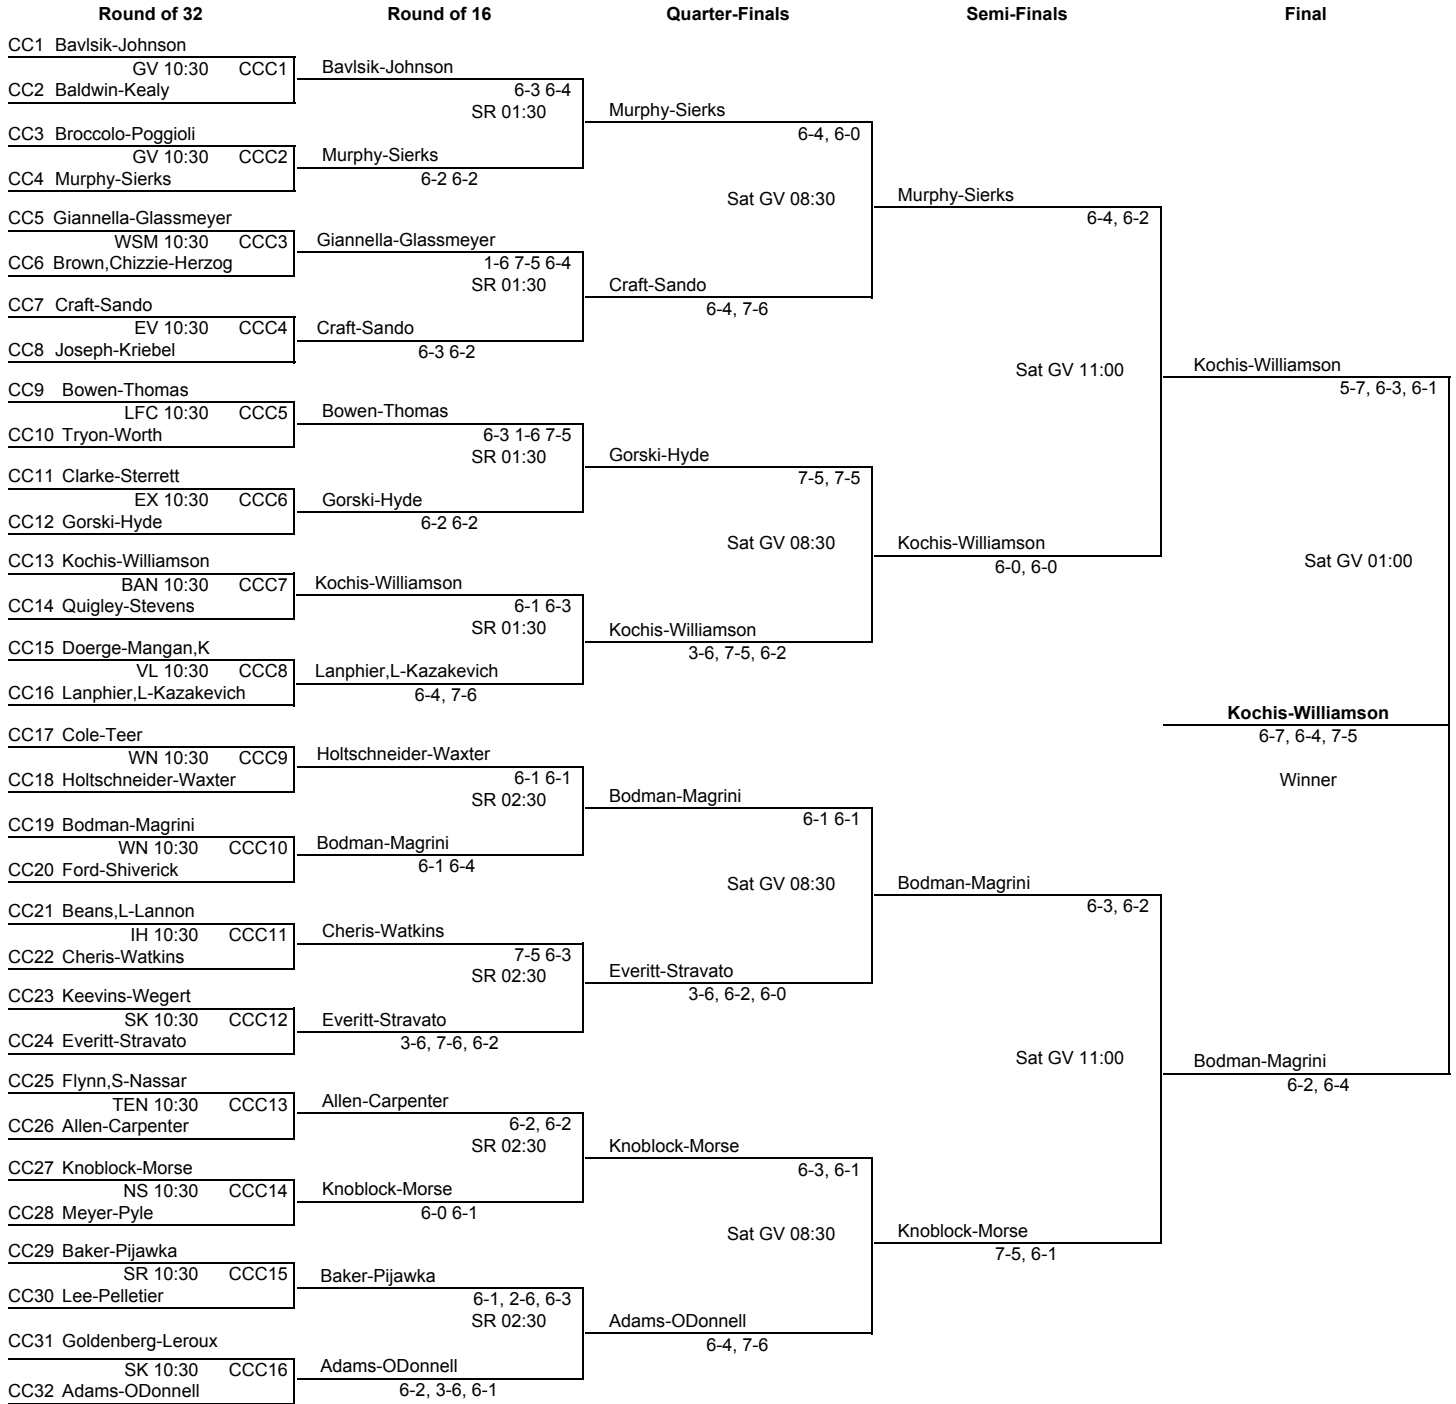 Round of 32 Round of 16 Quarter-Finals Semi-Finals Final
CC1 Bavlsik-Johnson
GV 10:30 CCC1
CC2 Baldwin-Kealy
CC3 Broccolo-Poggioli
GV 10:30 CCC2
CC4 Murphy-Sierks
CC5 Giannella-Glassmeyer
WSM 10:30 CCC3
CC6 Brown,Chizzie-Herzog
CC7 Craft-Sando
EV 10:30 CCC4
CC8 Joseph-Kriebel
CC9 Bowen-Thomas
LFC 10:30 CCC5
CC10 Tryon-Worth
CC11 Clarke-Sterrett
EX 10:30 CCC6
CC12 Gorski-Hyde
CC13 Kochis-Williamson
BAN 10:30 CCC7
CC14 Quigley-Stevens
CC15 Doerge-Mangan,K
VL 10:30 CCC8
CC16 Lanphier,L-Kazakevich
CC17 Cole-Teer
WN 10:30 CCC9
CC18 Holtschneider-Waxter
CC19 Bodman-Magrini
WN 10:30 CCC10
CC20 Ford-Shiverick
CC21 Beans,L-Lannon
IH 10:30 CCC11
CC22 Cheris-Watkins
CC23 Keevins-Wegert
SK 10:30 CCC12
CC24 Everitt-Stravato
CC25 Flynn,S-Nassar
TEN 10:30 CCC13
CC26 Allen-Carpenter
CC27 Knoblock-Morse
NS 10:30 CCC14
CC28 Meyer-Pyle
CC29 Baker-Pijawka
SR 10:30 CCC15
CC30 Lee-Pelletier
CC31 Goldenberg-Leroux
SK 10:30 CCC16
CC32 Adams-ODonnell
Bavlsik-Johnson
6-3 6-4
SR 01:30
Murphy-Sierks
6-2 6-2
Giannella-Glassmeyer
1-6 7-5 6-4
SR 01:30
Craft-Sando
6-3 6-2
Bowen-Thomas
6-3 1-6 7-5
SR 01:30
Gorski-Hyde
6-2 6-2
Kochis-Williamson
6-1 6-3
SR 01:30
Lanphier,L-Kazakevich
6-4, 7-6
Holtschneider-Waxter
6-1 6-1
SR 02:30
Bodman-Magrini
6-1 6-4
Cheris-Watkins
7-5 6-3
SR 02:30
Everitt-Stravato
3-6, 7-6, 6-2
Allen-Carpenter
6-2, 6-2
SR 02:30
Knoblock-Morse
6-0 6-1
Baker-Pijawka
6-1, 2-6, 6-3
SR 02:30
Adams-ODonnell
6-2, 3-6, 6-1
Murphy-Sierks
6-4, 6-0
Sat GV 08:30
Craft-Sando
6-4, 7-6
Gorski-Hyde
7-5, 7-5
Sat GV 08:30
Kochis-Williamson
3-6, 7-5, 6-2
Bodman-Magrini
6-1 6-1
Sat GV 08:30
Everitt-Stravato
3-6, 6-2, 6-0
Knoblock-Morse
6-3, 6-1
Sat GV 08:30
Adams-ODonnell
6-4, 7-6
Murphy-Sierks
6-4, 6-2
Sat GV 11:00
Kochis-Williamson
6-0, 6-0
Bodman-Magrini
6-3, 6-2
Sat GV 11:00
Knoblock-Morse
7-5, 6-1
Kochis-Williamson
5-7, 6-3, 6-1
Sat GV 01:00
Kochis-Williamson
6-7, 6-4, 7-5
Winner
Bodman-Magrini
6-2, 6-4